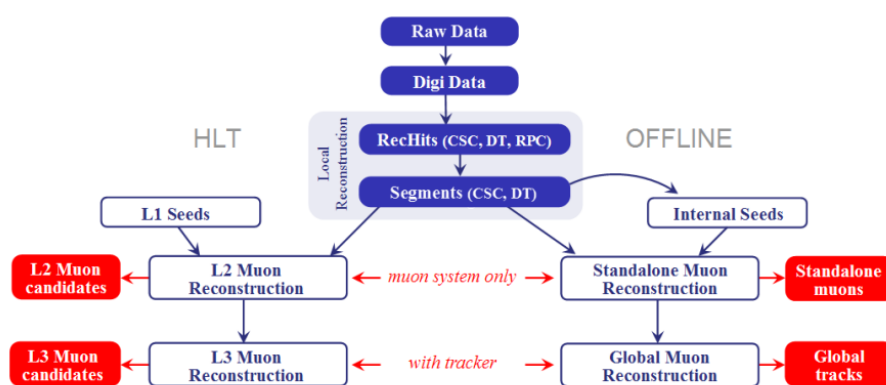 Raw Data
Digi Data
HLT
Local
Reconstruction
RecHits (CSC, DT, RPC)
OFFLINE
Segments (CSC, DT)
L1 Seeds
Internal Seeds
L2 Muon
candidates
L2 Muon
Reconstruction
muon system only
Standalone Muon
Reconstruction
Standalone
muons
L3 Muon
candidates
L3 Muon
Reconstruction
with tracker
Global Muon
Reconstruction
Global
tracks